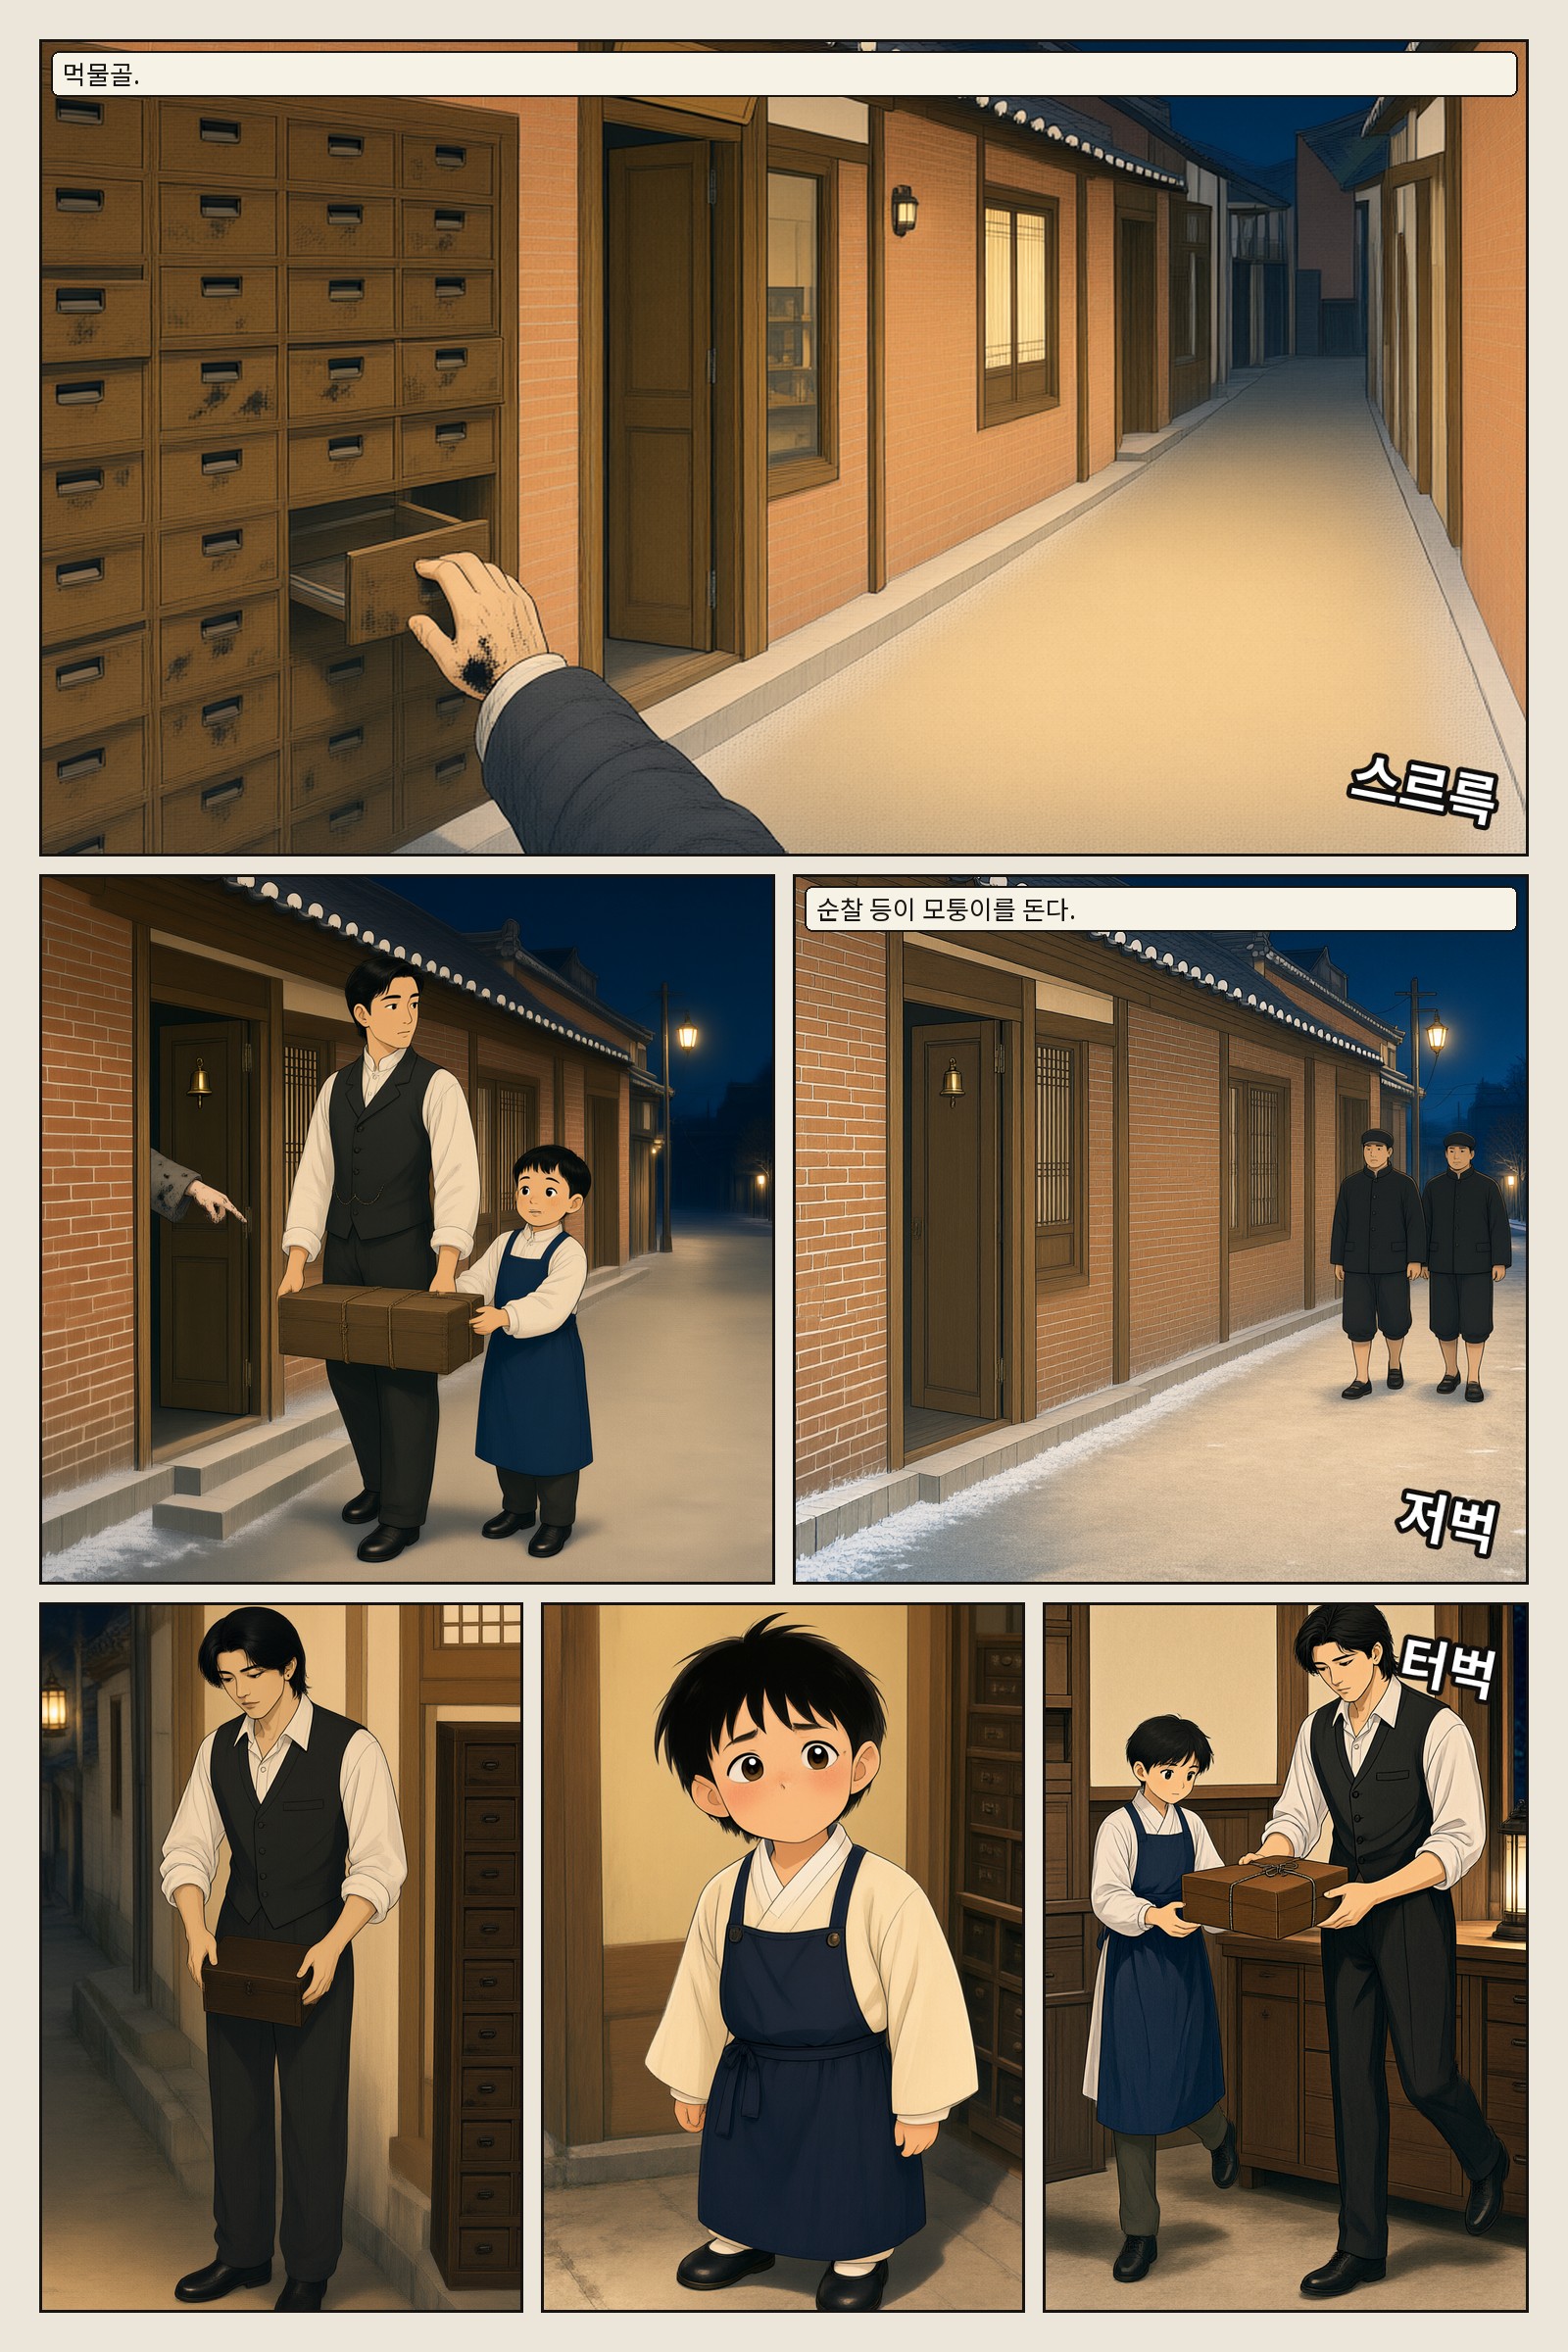 먹물골.
스르륵
순찰 등이 모퉁이를 돈다.
저벅
터벅